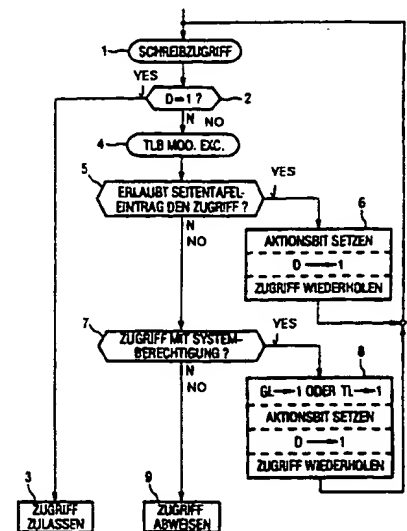 1
SCHREIBZUGRIFF
YES
D=1 ?
2
N NO
4
TLB MOD. EXC.
5
ERLAUBT SEITENTAFEL-
EINTRAG DEN ZUGRIFF ?
YES
N
NO
6
AKTIONSBIT SETZEN
D → 1
ZUGRIFF WIEDERHOLEN
7
ZUGRIFF MIT SYSTEM-
BERECHTIGUNG ?
YES
N
NO
8
GL→1 ODER TL→1
AKTIONSBIT SETZEN
D → 1
ZUGRIFF WIEDERHOLEN
3
ZUGRIFF
ZULASSEN
9
ZUGRIFF
ABWEISEN